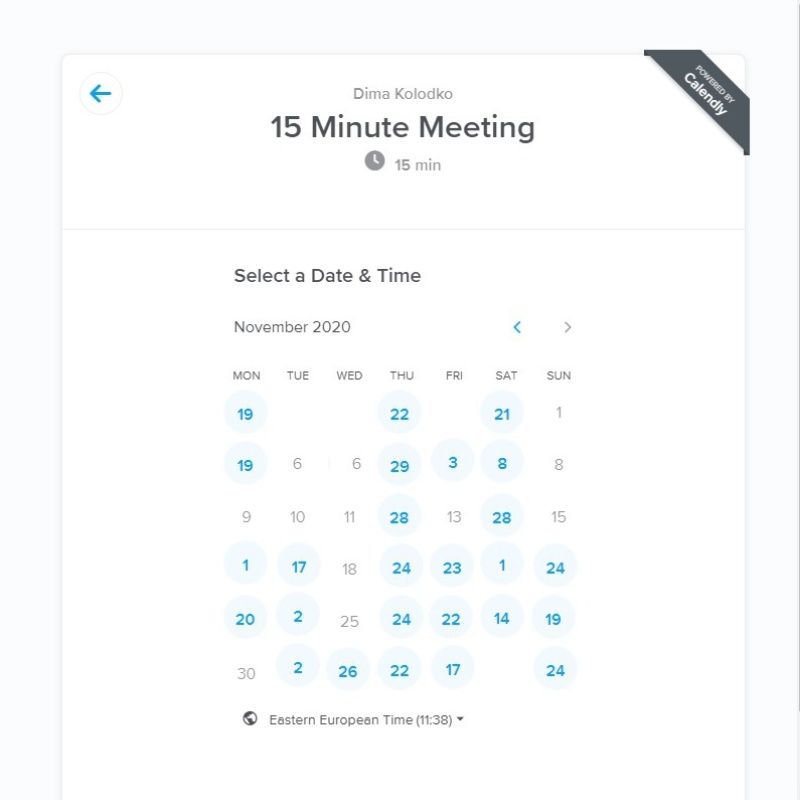 POWERED BY
Calendly
Dima Kolodko
15 Minute Meeting
15 min
Select a Date & Time
November 2020
MON TUE WED THU FRI SAT SUN
19 22 21 1
19 6 6 29 3 8 8
9 10 11 28 13 28 15
1 17 18 24 23 1 24
20 2 25 24 22 14 19
30 2 26 22 17 24
Eastern European Time (11:38)